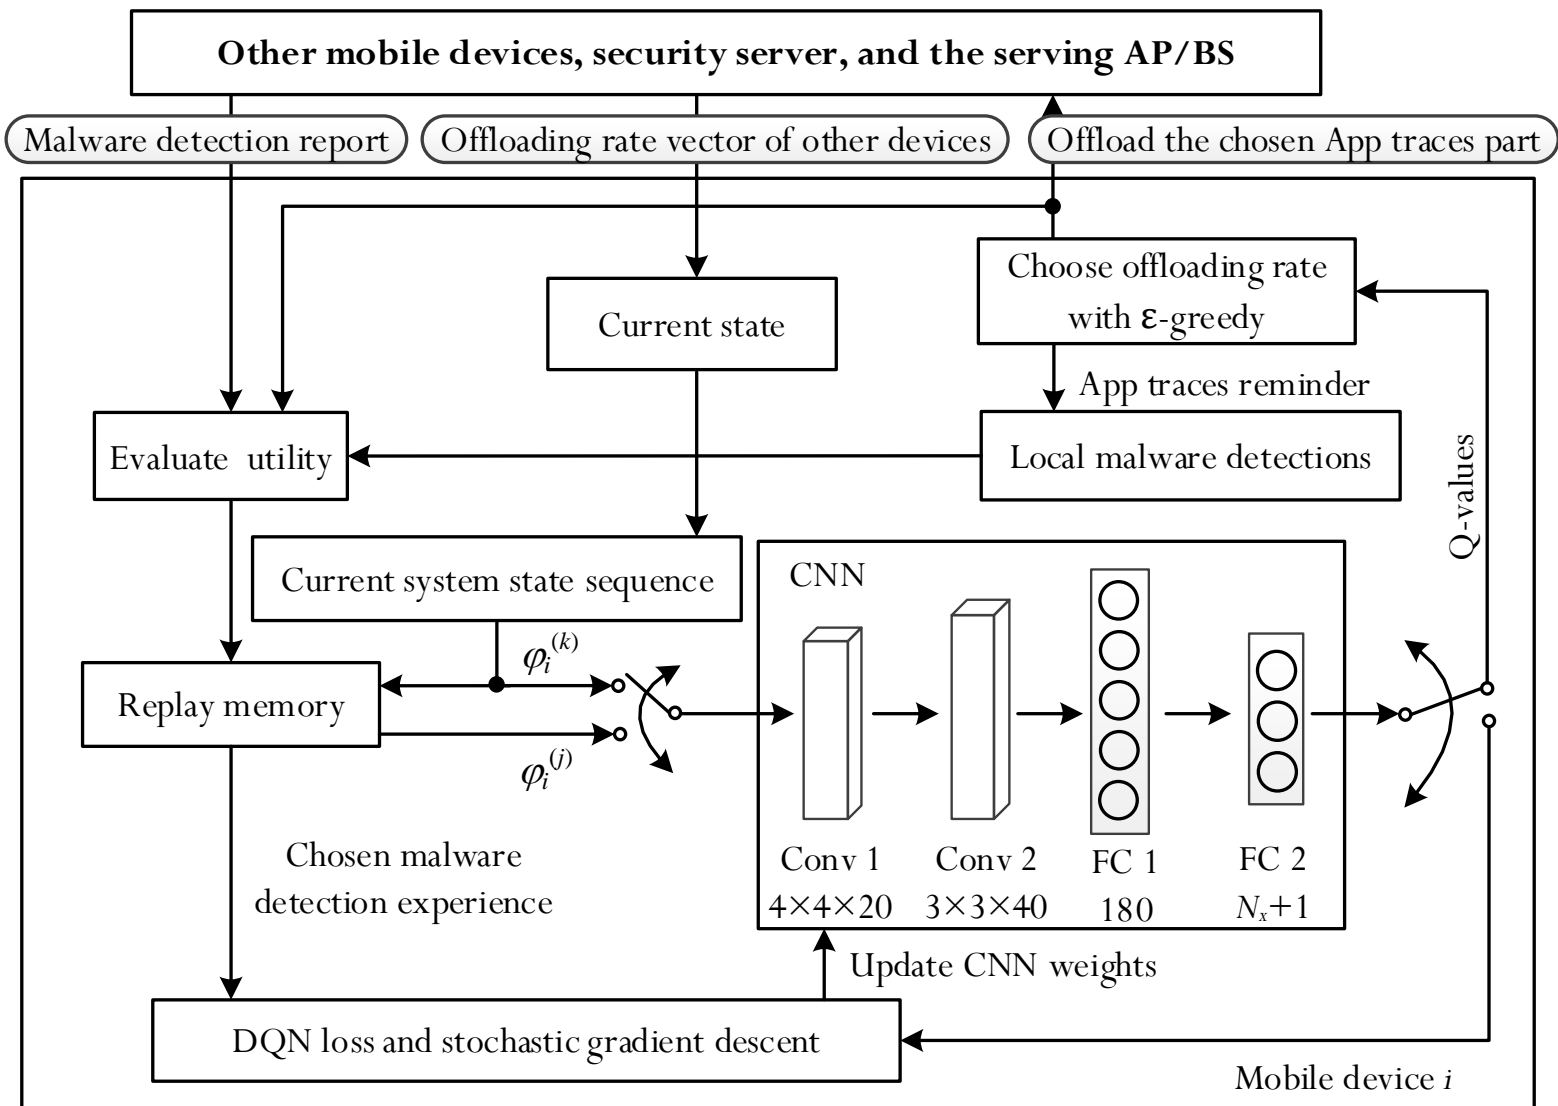 Other mobile devices, security server, and the serving AP/BS
Malware detection report
Offloading rate vector of other devices
Offload the chosen App traces part
Choose offloading rate
with ε-greedy
Current state
App traces reminder
Evaluate utility
Local malware detections
Q-values
Current system state sequence
CNN
φᵢ⁽ᵏ⁾
Replay memory
φᵢ⁽ʲ⁾
Chosen malware
detection experience
Conv 1
Conv 2
FC 1
FC 2
4×4×20
3×3×40
180
Nₓ+1
Update CNN weights
DQN loss and stochastic gradient descent
Mobile device i